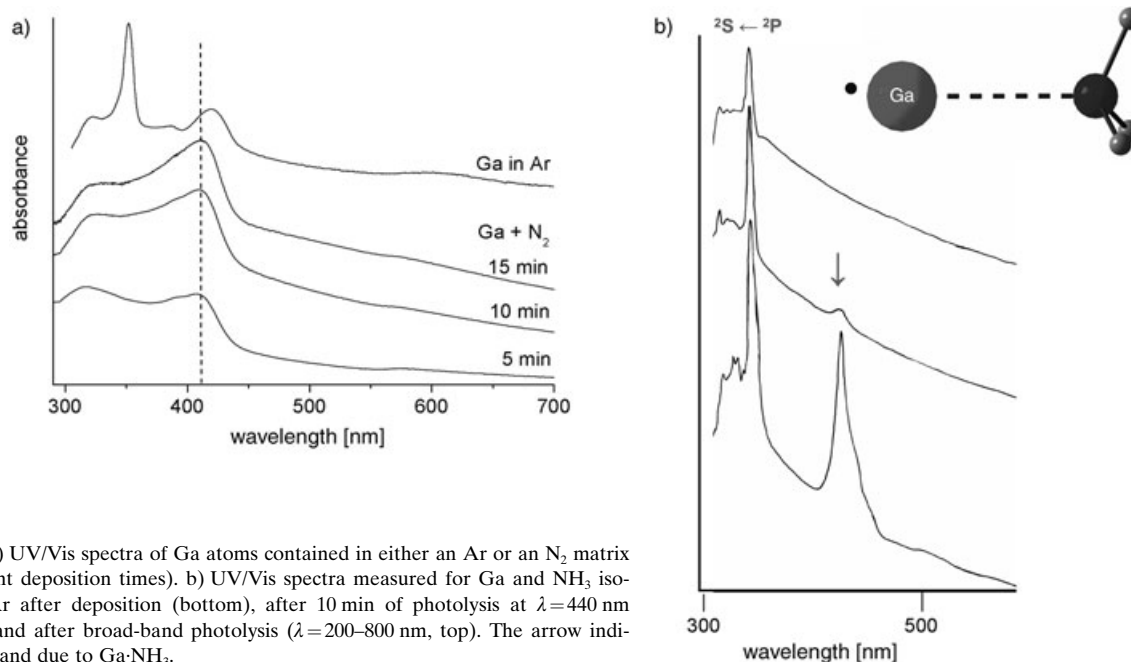 a)
absorbance
Ga in Ar
Ga + N₂
15 min
10 min
5 min
300 400 500 600 700
wavelength [nm]
b)
²S ← ²P
Ga
300 500
wavelength [nm]
) UV/Vis spectra of Ga atoms contained in either an Ar or an N₂ matrix
nt deposition times). b) UV/Vis spectra measured for Ga and NH₃ iso-
r after deposition (bottom), after 10 min of photolysis at λ=440 nm
and after broad-band photolysis (λ=200–800 nm, top). The arrow indi-
and due to Ga·NH₃.